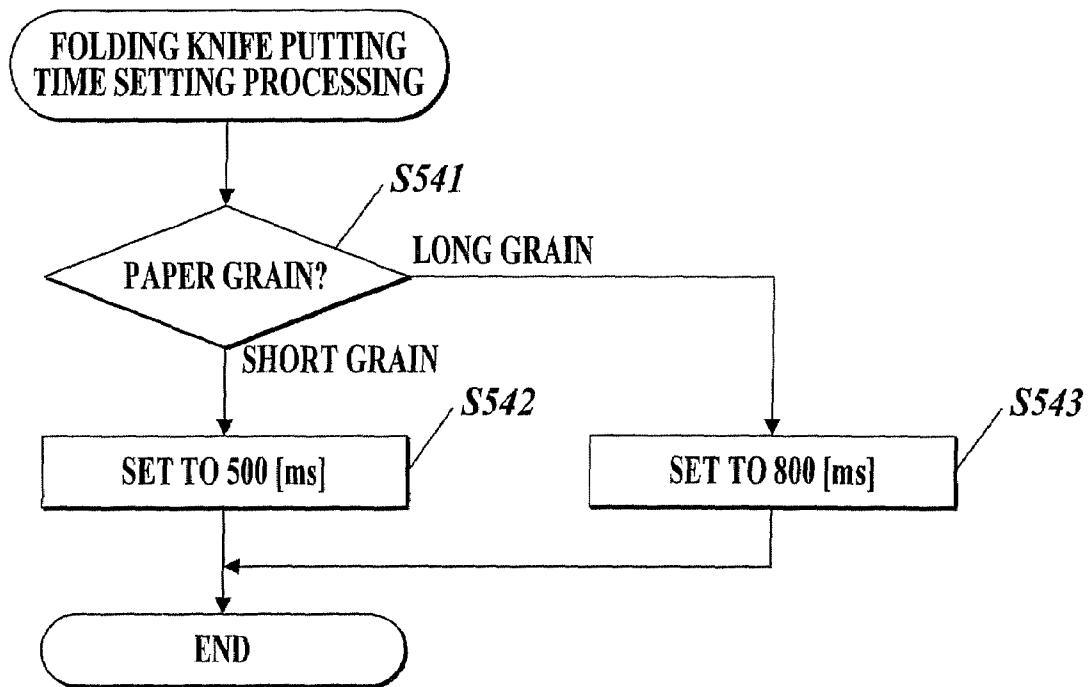 FOLDING KNIFE PUTTING
TIME SETTING PROCESSING
S541
PAPER GRAIN?
LONG GRAIN
SHORT GRAIN
S542
S543
SET TO 500 [ms]
SET TO 800 [ms]
END